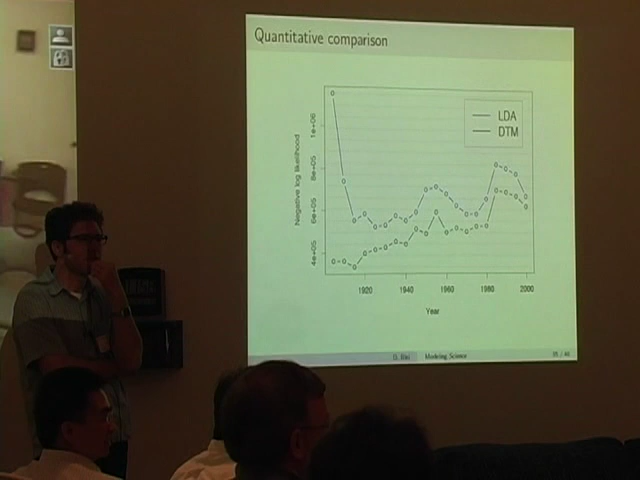 Quantitative comparison
LDA
DTM
Negative log likelihood
1e+06
8e+05
6e+05
4e+05
1920 1940 1960 1980 2000
Year
D. Blei Modeling Science